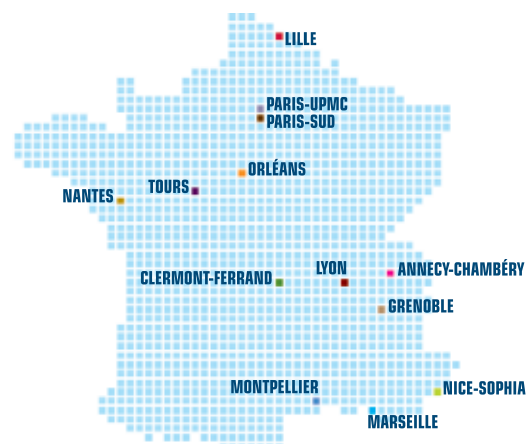 LILLE
PARIS-UPMC
PARIS-SUD
ORLÉANS
TOURS
NANTES
LYON
ANNECY-CHAMBÉRY
CLERMONT-FERRAND
GRENOBLE
MONTPELLIER
NICE-SOPHIA
MARSEILLE